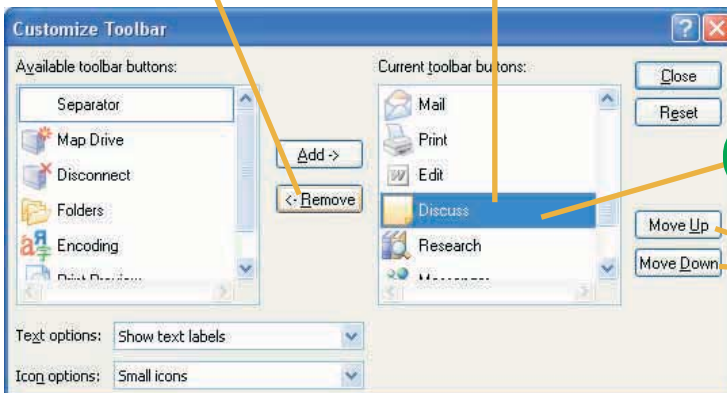 Customize Toolbar
Available toolbar buttons:
Separator
Map Drive
Disconnect
Folders
Encoding
Add ->
<- Remove
Current toolbar buttons:
Mail
Print
Edit
Discuss
Research
Close
Reset
Move Up
Move Down
Text options: Show text labels
Icon options: Small icons